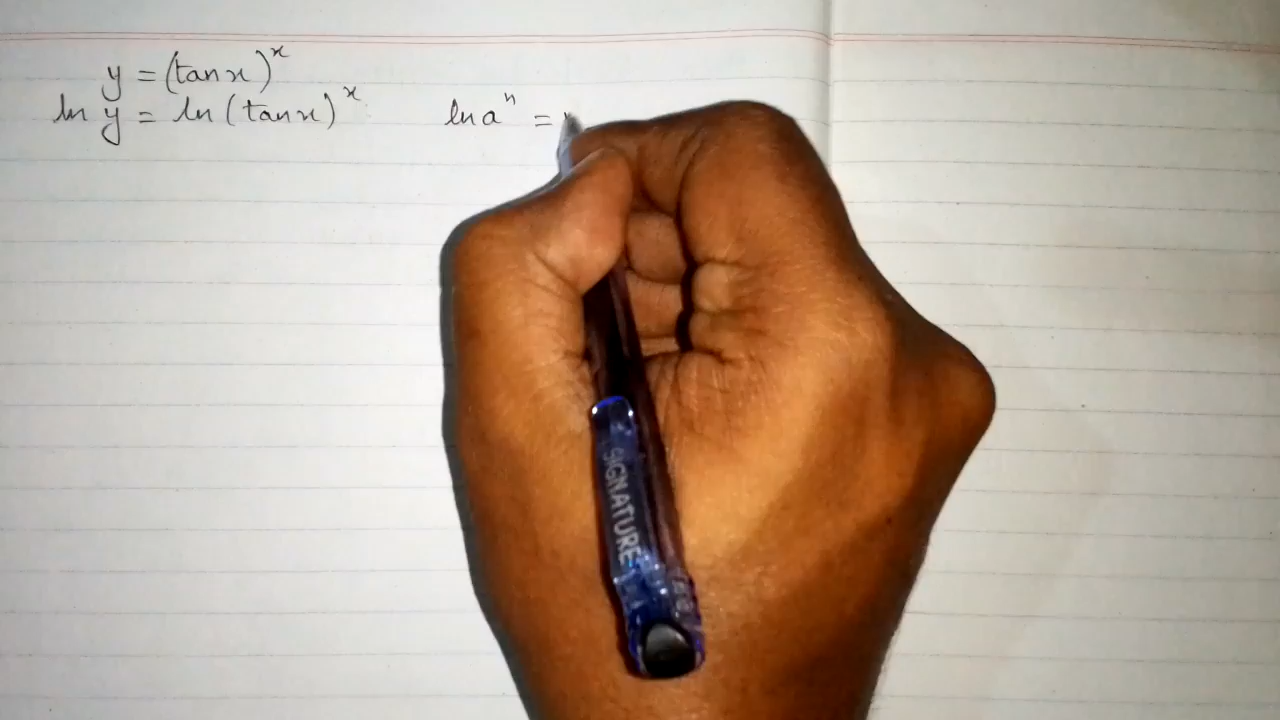 y = (tan x)^x
ln y = ln (tan x)^x ln a^n =
SIGNATURE